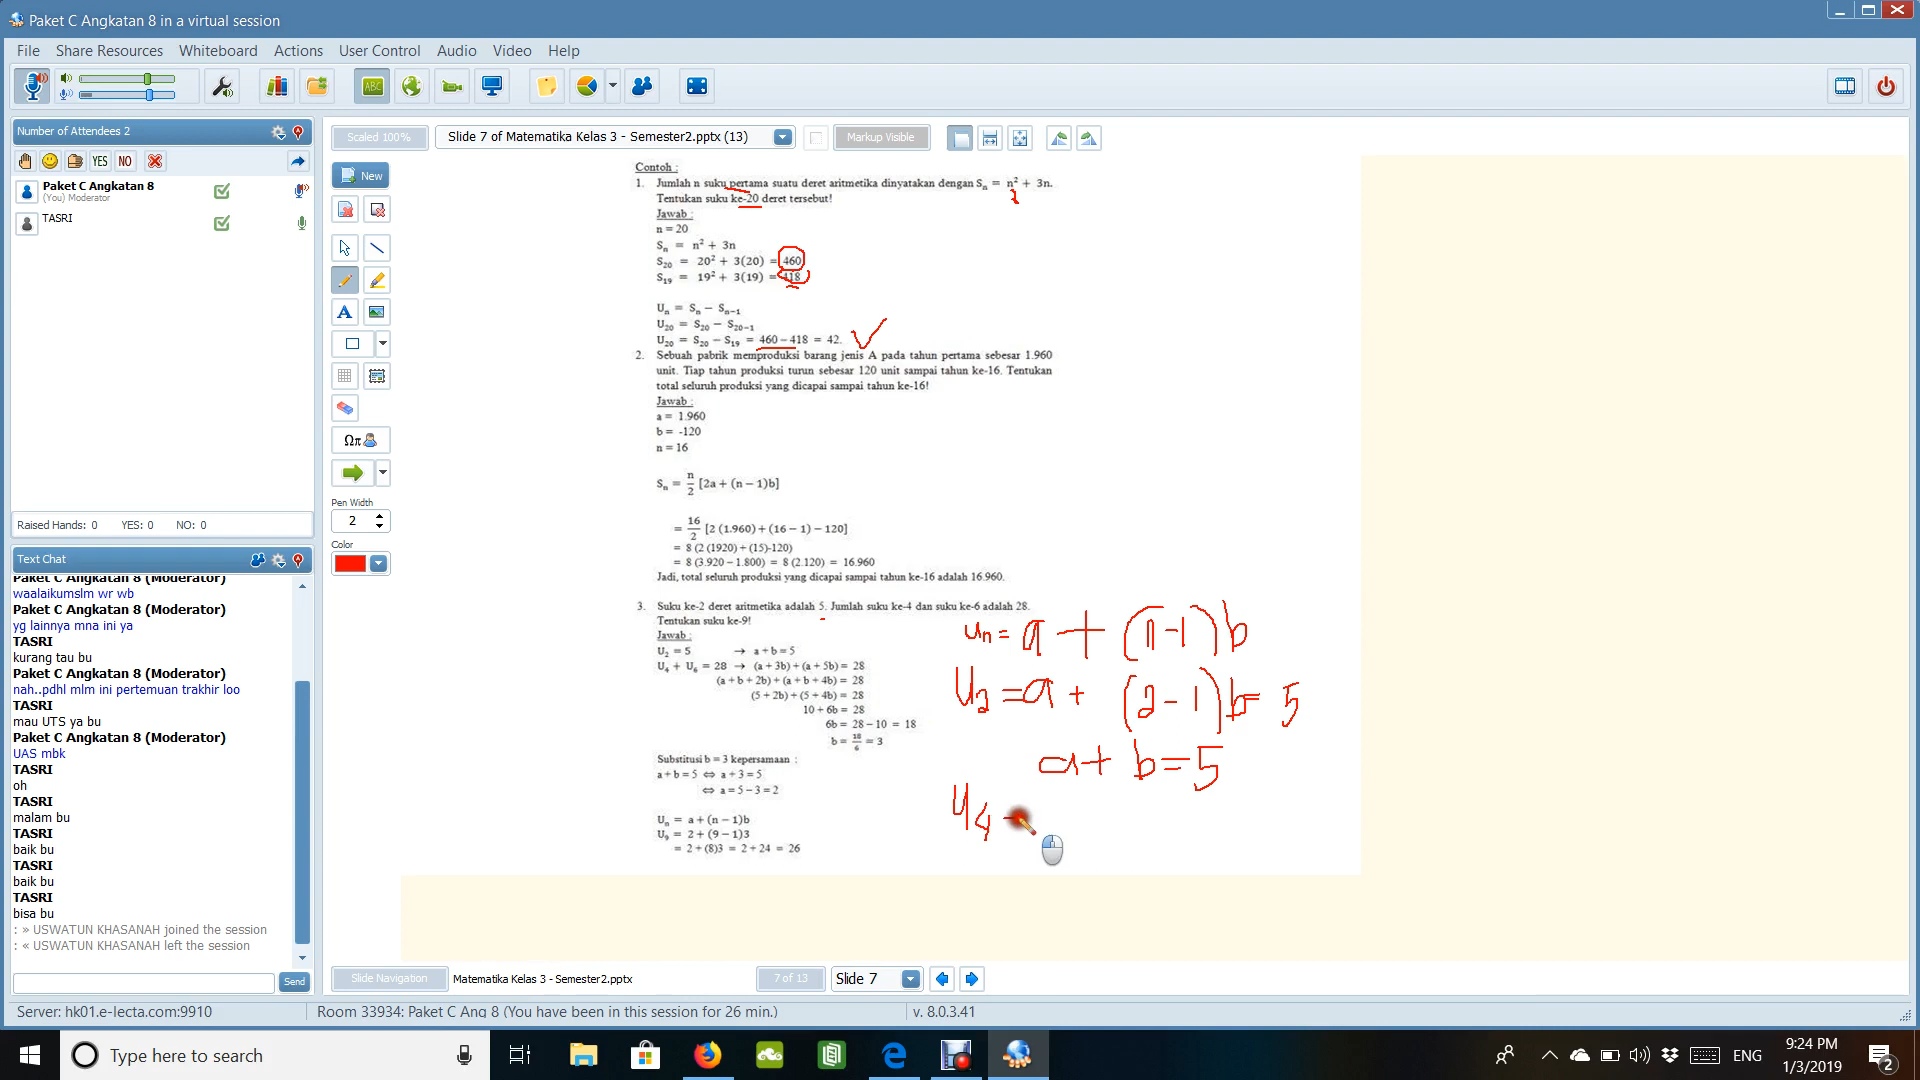 Paket C Angkatan 8 in a virtual session
File Share Resources Whiteboard Actions User Control Audio Video Help
ABC
Number of Attendees 2
YES NO
Paket C Angkatan 8
(You) Moderator
TASRI
Raised Hands: 0 YES: 0 NO: 0
Text Chat
Paket C Angkatan 8 (Moderator)
waalaikumslm wr wb
Paket C Angkatan 8 (Moderator)
yg lainnya mna ini ya
TASRI
kurang tau bu
Paket C Angkatan 8 (Moderator)
nah..pdhl mlm ini pertemuan trakhir loo
TASRI
mau UTS ya bu
Paket C Angkatan 8 (Moderator)
UAS mbk
TASRI
oh
TASRI
malam bu
TASRI
baik bu
TASRI
baik bu
TASRI
bisa bu
: » USWATUN KHASANAH joined the session
: « USWATUN KHASANAH left the session
Send
Scaled 100% Slide 7 of Matematika Kelas 3 - Semester2.pptx (13) Markup Visible
New
A
Ωπ
Pen Width
2
Color
Contoh :
1. Jumlah n suku pertama suatu deret aritmetika dinyatakan dengan Sₙ = n² + 3n.
2
Tentukan suku ke-20 deret tersebut!
Jawab :
n = 20
Sₙ = n² + 3n
S₂₀ = 20² + 3(20) = 460
S₁₉ = 19² + 3(19) = 418
Uₙ = Sₙ − Sₙ₋₁
U₂₀ = S₂₀ − S₂₀₋₁
U₂₀ = S₂₀ − S₁₉ = 460 − 418 = 42.
2. Sebuah pabrik memproduksi barang jenis A pada tahun pertama sebesar 1.960
unit. Tiap tahun produksi turun sebesar 120 unit sampai tahun ke-16. Tentukan
total seluruh produksi yang dicapai sampai tahun ke-16!
Jawab :
a = 1.960
b = -120
n = 16
Sₙ = n/2 [2a + (n − 1)b]
= 16/2 [2 (1.960) + (16 − 1) − 120]
= 8 (2 (1920) + (15)-120)
= 8 (3.920 − 1.800) = 8 (2.120) = 16.960
Jadi, total seluruh produksi yang dicapai sampai tahun ke-16 adalah 16.960.
3. Suku ke-2 deret aritmetika adalah 5. Jumlah suku ke-4 dan suku ke-6 adalah 28.
Tentukan suku ke-9!
Jawab :
U₂ = 5 → a + b = 5
U₄ + U₆ = 28 → (a + 3b) + (a + 5b) = 28
(a + b + 2b) + (a + b + 4b) = 28
(5 + 2b) + (5 + 4b) = 28
10 + 6b = 28
6b = 28 − 10 = 18
b = 18/6 = 3
Substitusi b = 3 kepersamaan :
a + b = 5 ⇔ a + 3 = 5
⇔ a = 5 − 3 = 2
Uₙ = a + (n − 1)b
U₉ = 2 + (9 − 1)3
= 2 + (8)3 = 2 + 24 = 26
Un = a + (n-1)b
U2 = a + (2-1)b = 5
a + b = 5
U4
Slide Navigation Matematika Kelas 3 - Semester2.pptx 7 of 13 Slide 7
Server: hk01.e-lecta.com:9910 Room 33934: Paket C Ang 8 (You have been in this session for 26 min.) v. 8.0.3.41
Type here to search
ENG
9:24 PM
1/3/2019
2